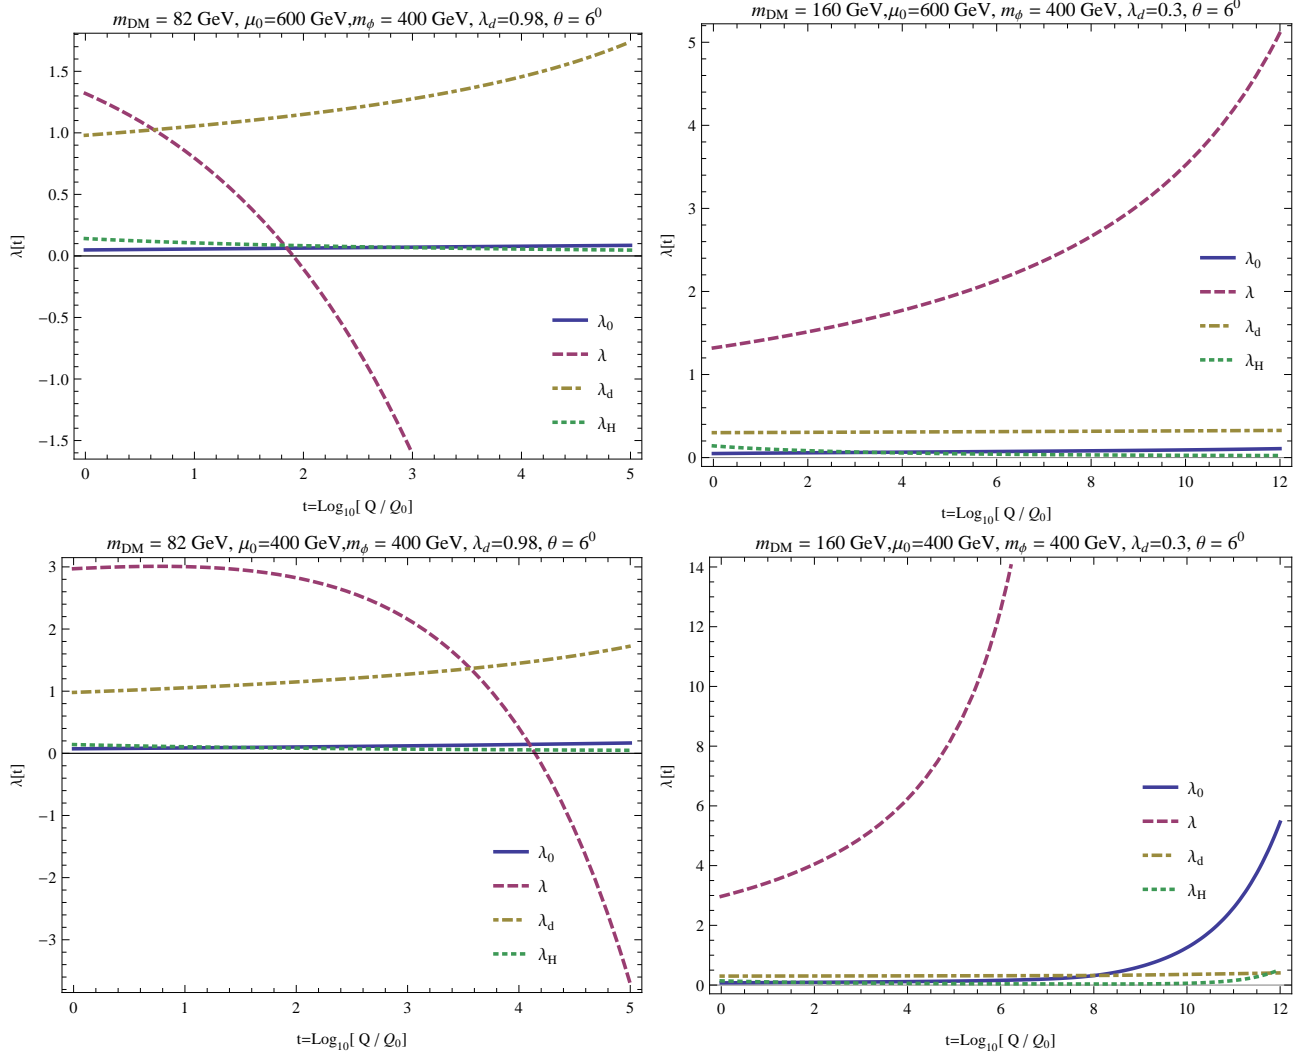 m_DM = 82 GeV, μ_0=600 GeV,m_ϕ = 400 GeV, λ_d=0.98, θ = 6^0
1.5
1.0
0.5
0.0
−0.5
−1.0
−1.5
λ[t]
λ_0
λ
λ_d
λ_H
0 1 2 3 4 5
t=Log_10[ Q / Q_0]
m_DM = 160 GeV,μ_0=600 GeV, m_ϕ = 400 GeV, λ_d=0.3, θ = 6^0
5
4
3
2
1
0
λ[t]
λ_0
λ
λ_d
λ_H
0 2 4 6 8 10 12
t=Log_10[ Q / Q_0]
m_DM = 82 GeV, μ_0=400 GeV,m_ϕ = 400 GeV, λ_d=0.98, θ = 6^0
3
2
1
0
−1
−2
−3
λ[t]
λ_0
λ
λ_d
λ_H
0 1 2 3 4 5
t=Log_10[ Q / Q_0]
m_DM = 160 GeV,μ_0=400 GeV, m_ϕ = 400 GeV, λ_d=0.3, θ = 6^0
14
12
10
8
6
4
2
0
λ[t]
λ_0
λ
λ_d
λ_H
0 2 4 6 8 10 12
t=Log_10[ Q / Q_0]